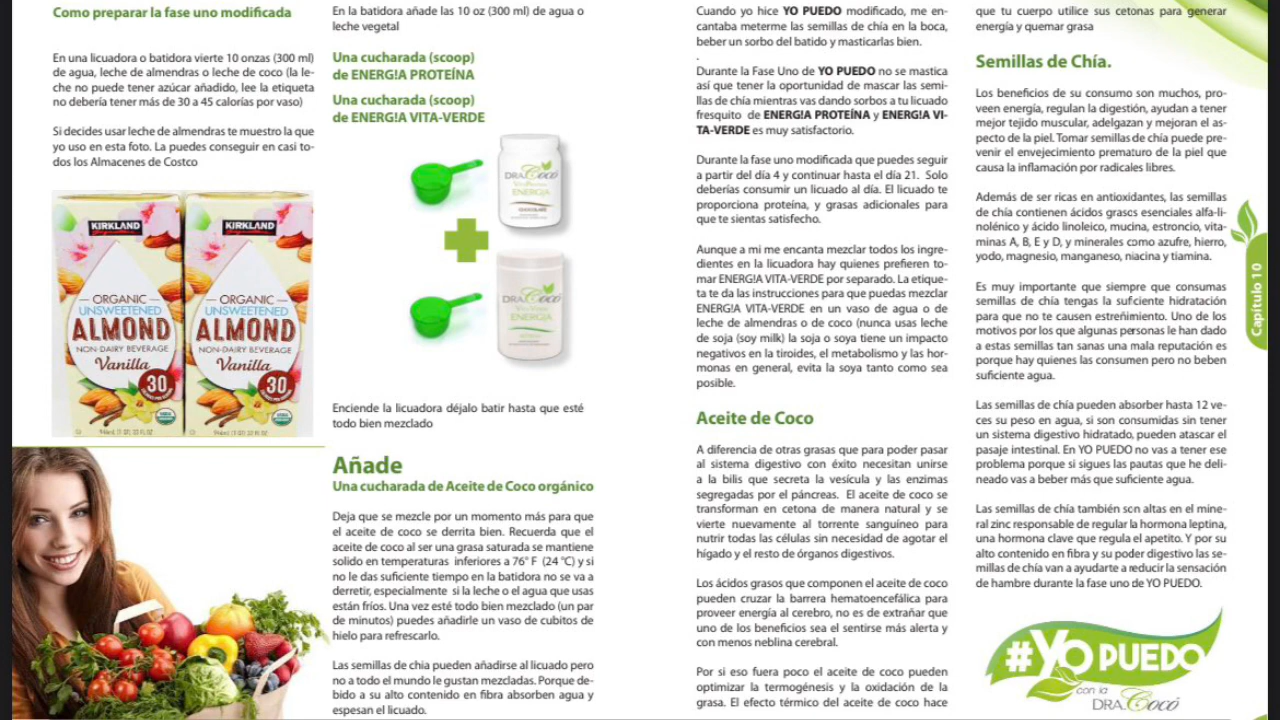 Como preparar la fase uno modificada
En una licuadora o batidora vierte 10 onzas (300 ml)
de agua, leche de almendras o leche de coco (la le-
che no puede tener azúcar añadido, lee la etiqueta
no debería tener más de 30 a 45 calorías por vaso)
Si decides usar leche de almendras te muestro la que
yo uso en esta foto. La puedes conseguir en casi to-
dos los Almacenes de Costco
KIRKLAND
Signature
ORGANIC
UNSWEETENED
ALMOND
NON-DAIRY BEVERAGE
Vanilla
30
KIRKLAND
Signature
ORGANIC
UNSWEETENED
ALMOND
NON-DAIRY BEVERAGE
Vanilla
30
En la batidora añade las 10 oz (300 ml) de agua o
leche vegetal
Una cucharada (scoop)
de ENERG!A PROTEÍNA
Una cucharada (scoop)
de ENERG!A VITA-VERDE
DRA.Cocó
ENERGIA
DRA.Cocó
ENERGIA
Enciende la licuadora déjalo batir hasta que esté
todo bien mezclado
Añade
Una cucharada de Aceite de Coco orgánico
Deja que se mezcle por un momento más para que
el aceite de coco se derrita bien. Recuerda que el
aceite de coco al ser una grasa saturada se mantiene
solido en temperaturas inferiores a 76° F (24 °C) y si
no le das suficiente tiempo en la batidora no se va a
derretir, especialmente si la leche o el agua que usas
están fríos. Una vez esté todo bien mezclado (un par
de minutos) puedes añadirle un vaso de cubitos de
hielo para refrescarlo.
Las semillas de chia pueden añadirse al licuado pero
no a todo el mundo le gustan mezcladas. Porque de-
bido a su alto contenido en fibra absorben agua y
espesan el licuado.
Cuando yo hice YO PUEDO modificado, me en-
cantaba meterme las semillas de chía en la boca,
beber un sorbo del batido y masticarlas bien.
.
Durante la Fase Uno de YO PUEDO no se mastica
así que tener la oportunidad de mascar las semi-
llas de chía mientras vas dando sorbos a tu licuado
fresquito de ENERG!A PROTEÍNA y ENERG!A VI-
TA-VERDE es muy satisfactorio.
Durante la fase uno modificada que puedes seguir
a partir del día 4 y continuar hasta el día 21. Solo
deberías consumir un licuado al día. El licuado te
proporciona proteína, y grasas adicionales para
que te sientas satisfecho.
Aunque a mi me encanta mezclar todos los ingre-
dientes en la licuadora hay quienes prefieren to-
mar ENERG!A VITA-VERDE por separado. La etique-
ta te da las instrucciones para que puedas mezclar
ENERG!A VITA-VERDE en un vaso de agua o de
leche de almendras o de coco (nunca usas leche
de soja (soy milk) la soja o soya tiene un impacto
negativos en la tiroides, el metabolismo y las hor-
monas en general, evita la soya tanto como sea
posible.
Aceite de Coco
A diferencia de otras grasas que para poder pasar
al sistema digestivo con éxito necesitan unirse
a la bilis que secreta la vesícula y las enzimas
segregadas por el páncreas. El aceite de coco se
transforman en cetona de manera natural y se
vierte nuevamente al torrente sanguíneo para
nutrir todas las células sin necesidad de agotar el
hígado y el resto de órganos digestivos.
Los ácidos grasos que componen el aceite de coco
pueden cruzar la barrera hematoencefálica para
proveer energía al cerebro, no es de extrañar que
uno de los beneficios sea el sentirse más alerta y
con menos neblina cerebral.
Por si eso fuera poco el aceite de coco pueden
optimizar la termogénesis y la oxidación de la
grasa. El efecto térmico del aceite de coco hace
que tu cuerpo utilice sus cetonas para generar
energía y quemar grasa
Semillas de Chía.
Los beneficios de su consumo son muchos, pro-
veen energía, regulan la digestión, ayudan a tener
mejor tejido muscular, adelgazan y mejoran el as-
pecto de la piel. Tomar semillas de chía puede pre-
venir el envejecimiento prematuro de la piel que
causa la inflamación por radicales libres.
Además de ser ricas en antioxidantes, las semillas
de chía contienen ácidos grasos esenciales alfa-li-
nolénico y ácido linoleico, mucina, estroncio, vita-
minas A, B, E y D, y minerales como azufre, hierro,
yodo, magnesio, manganeso, niacina y tiamina.
Es muy importante que siempre que consumas
semillas de chía tengas la suficiente hidratación
para que no te causen estreñimiento. Uno de los
motivos por los que algunas personas le han dado
a estas semillas tan sanas una mala reputación es
porque hay quienes las consumen pero no beben
suficiente agua.
Las semillas de chía pueden absorber hasta 12 ve-
ces su peso en agua, si son consumidas sin tener
un sistema digestivo hidratado, pueden atascar el
pasaje intestinal. En YO PUEDO no vas a tener ese
problema porque si sigues las pautas que he deli-
neado vas a beber más que suficiente agua.
Las semillas de chía también son altas en el mine-
ral zinc responsable de regular la hormona leptina,
una hormona clave que regula el apetito. Y por su
alto contenido en fibra y su poder digestivo las se-
millas de chía van a ayudarte a reducir la sensación
de hambre durante la fase uno de YO PUEDO.
Capítulo 10
#YO PUEDO
con la
DRA.Cocó